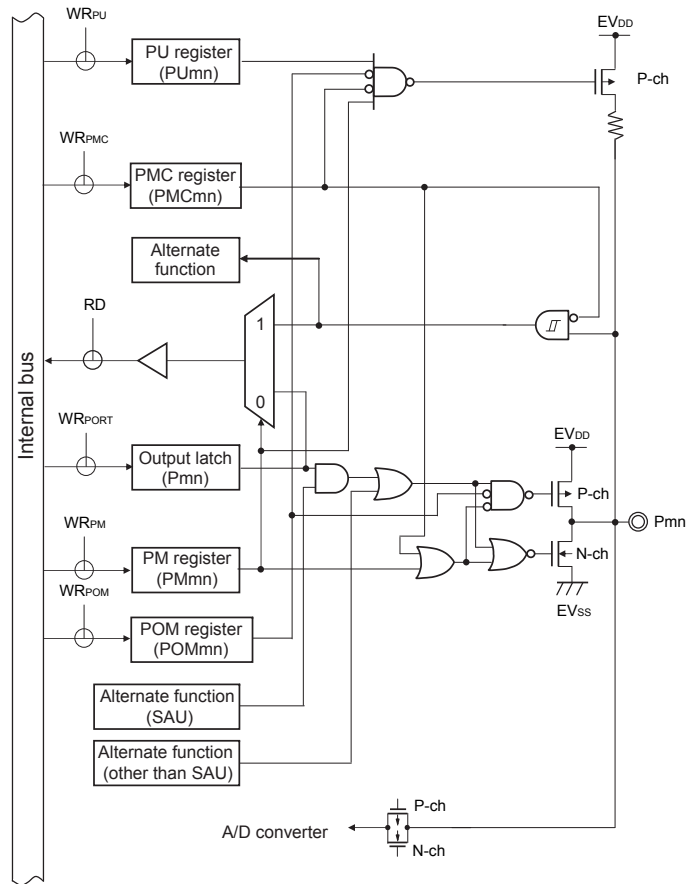 WRPU
PU register
(PUmn)
EVDD
P-ch
WRPMC
PMC register
(PMCmn)
Alternate
function
RD
1
0
Internal bus
WRPORT
Output latch
(Pmn)
EVDD
P-ch
Pmn
N-ch
EVSS
WRPM
PM register
(PMmn)
WRPOM
POM register
(POMmn)
Alternate function
(SAU)
Alternate function
(other than SAU)
P-ch
A/D converter
N-ch